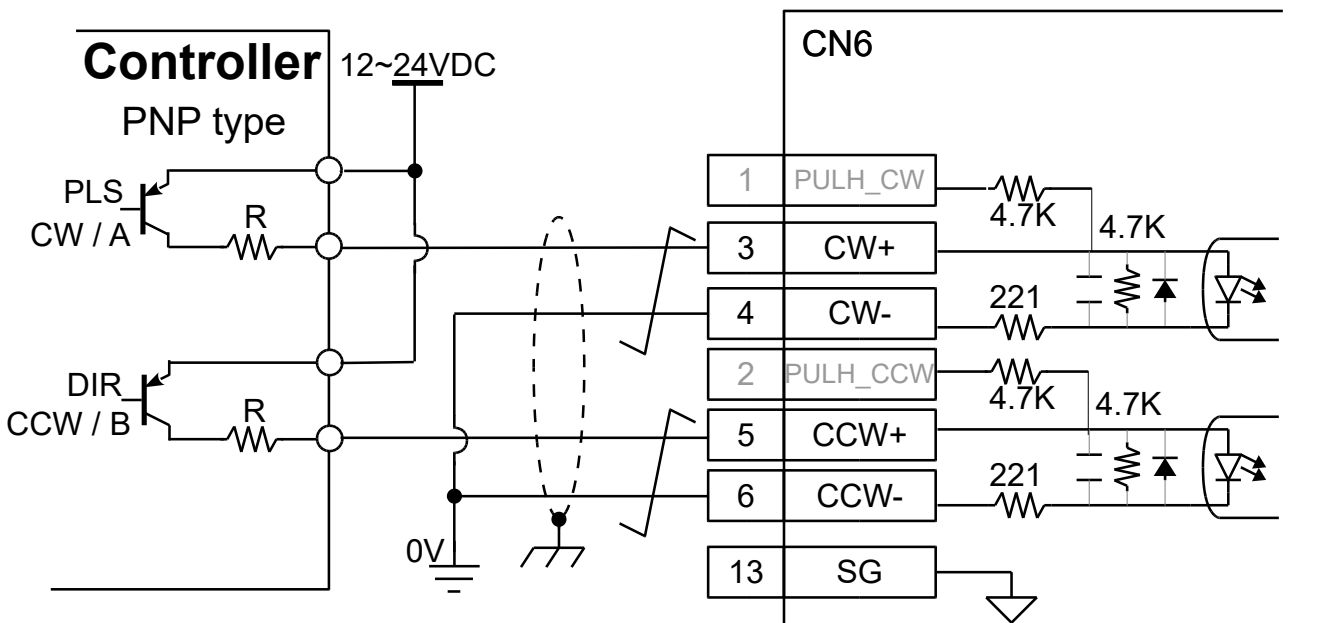 Controller
PNP type
12~24VDC
CN6
PLS
CW / A
R
DIR
CCW / B
R
0V
1 PULH_CW
3 CW+
4 CW-
2 PULH_CCW
5 CCW+
6 CCW-
13 SG
4.7K
4.7K
221
4.7K
4.7K
221